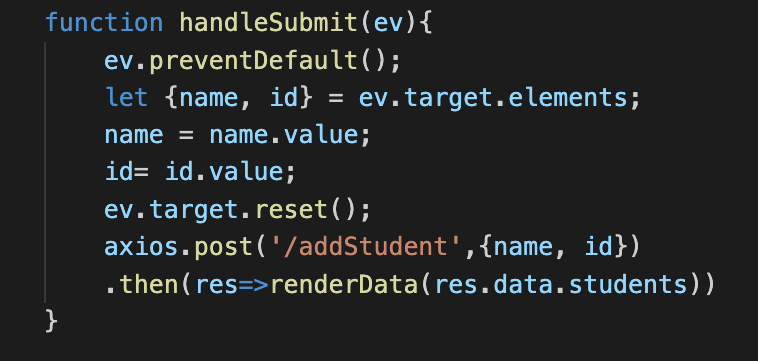 function handleSubmit(ev){
    ev.preventDefault();
    let {name, id} = ev.target.elements;
    name = name.value;
    id= id.value;
    ev.target.reset();
    axios.post('/addStudent',{name, id})
    .then(res=>renderData(res.data.students))
}